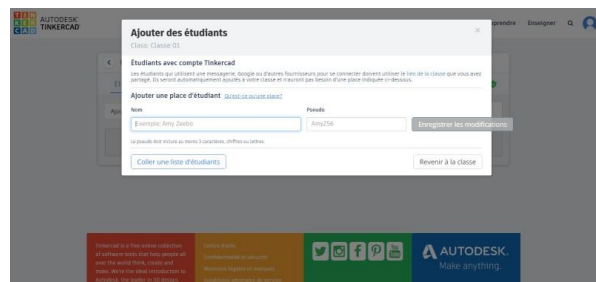 AUTODESK
TINKERCAD
Enseigner
Ajouter des étudiants
Class: Classe 01
Étudiants avec compte Tinkercad
Les étudiants qui utilisent une messagerie, Google ou d'autres fournisseurs pour se connecter doivent utiliser le lien de la classe que vous avez
partagé. Ils seront automatiquement ajoutés à votre classe et n'auront pas besoin d'une place indiquée ci-dessous.
Ajouter une place d'étudiant Qu'est-ce qu'une place?
Nom Pseudo
Exemple: Amy Zeebo Amy256 Enregistrer les modifications
Le pseudo doit inclure au moins 3 caractères, chiffres ou lettres.
Coller une liste d'étudiants Revenir à la classe
Tinkercad is a free online collection
of software tools that help people all
over the world think, create and
make. We're the ideal introduction to
Autodesk, the leader in 3D design,
Confidentialité et sécurité
AUTODESK.
Make anything.